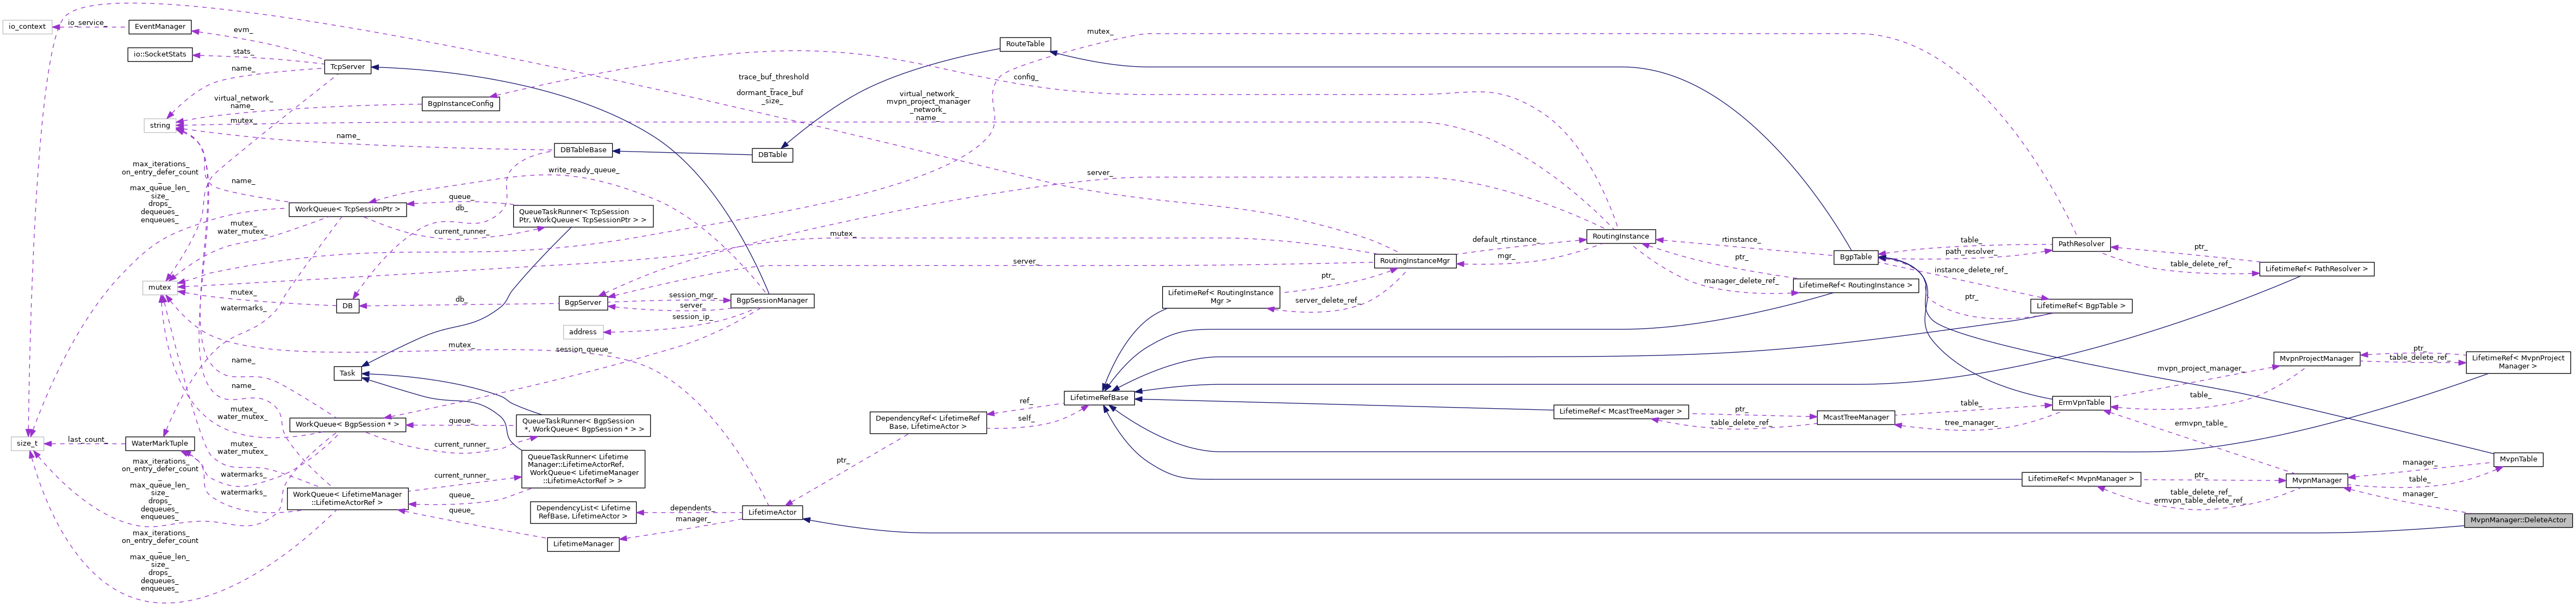 io_context
io_service_
EventManager
evm_
io::SocketStats
stats_
TcpServer
name_
RouteTable
mutex_
trace_buf_threshold
_
dormant_trace_buf
_size_
config_
BgpInstanceConfig
virtual_network_
name_
virtual_network_
mvpn_project_manager
_network_
name_
string
mutex_
name_
DBTableBase
DBTable
max_iterations_
on_entry_defer_count
_
max_queue_len_
size_
drops_
dequeues_
enqueues_
name_
write_ready_queue_
server_
WorkQueue< TcpSessionPtr >
queue_
db_
QueueTaskRunner< TcpSession
Ptr, WorkQueue< TcpSessionPtr > >
mutex_
water_mutex_
current_runner_
mutex_
default_rtinstance_
mgr_
RoutingInstance
rtinstance_
table_
path_resolver_
PathResolver
ptr_
table_delete_ref_
LifetimeRef< PathResolver >
BgpTable
RoutingInstanceMgr
server_
ptr_
instance_delete_ref_
mutex
mutex_
DB
db_
BgpServer
session_mgr_
server_
BgpSessionManager
LifetimeRef< RoutingInstance
Mgr >
ptr_
server_delete_ref_
manager_delete_ref_
LifetimeRef< RoutingInstance >
ptr_
LifetimeRef< BgpTable >
watermarks_
address
session_ip_
mutex_
session_queue_
name_
Task
MvpnProjectManager
ptr_
table_delete_ref_
LifetimeRef< MvpnProject
Manager >
mvpn_project_manager_
name_
LifetimeRefBase
ref_
self_
table_
table_
ErmVpnTable
mutex_
water_mutex_
WorkQueue< BgpSession * >
queue_
QueueTaskRunner< BgpSession
*, WorkQueue< BgpSession * > >
DependencyRef< LifetimeRef
Base, LifetimeActor >
LifetimeRef< McastTreeManager >
ptr_
table_delete_ref_
McastTreeManager
tree_manager_
ermvpn_table_
size_t
last_count_
WaterMarkTuple
mutex_
water_mutex_
current_runner_
ptr_
MvpnTable
max_iterations_
on_entry_defer_count
_
max_queue_len_
size_
drops_
dequeues_
enqueues_
watermarks_
watermarks_
current_runner_
QueueTaskRunner< Lifetime
Manager::LifetimeActorRef,
WorkQueue< LifetimeManager
::LifetimeActorRef > >
manager_
table_
LifetimeRef< MvpnManager >
ptr_
table_delete_ref_
ermvpn_table_delete_ref_
MvpnManager
manager_
WorkQueue< LifetimeManager
::LifetimeActorRef >
queue_
queue_
DependencyList< Lifetime
RefBase, LifetimeActor >
dependents_
manager_
LifetimeActor
MvpnManager::DeleteActor
LifetimeManager
max_iterations_
on_entry_defer_count
_
max_queue_len_
size_
drops_
dequeues_
enqueues_